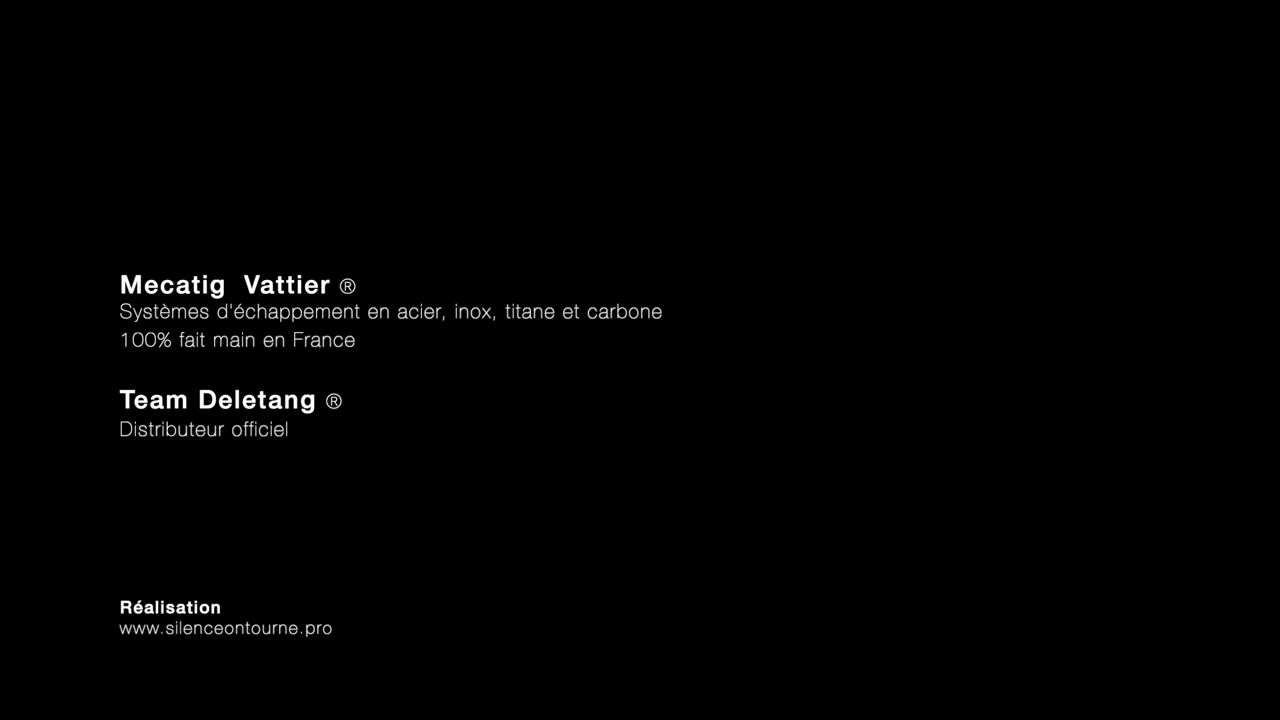 Mecatig  Vattier ®
Systèmes d'échappement en acier, inox, titane et carbone
100% fait main en France
Team Deletang ®
Distributeur officiel
Réalisation
www.silenceontourne.pro